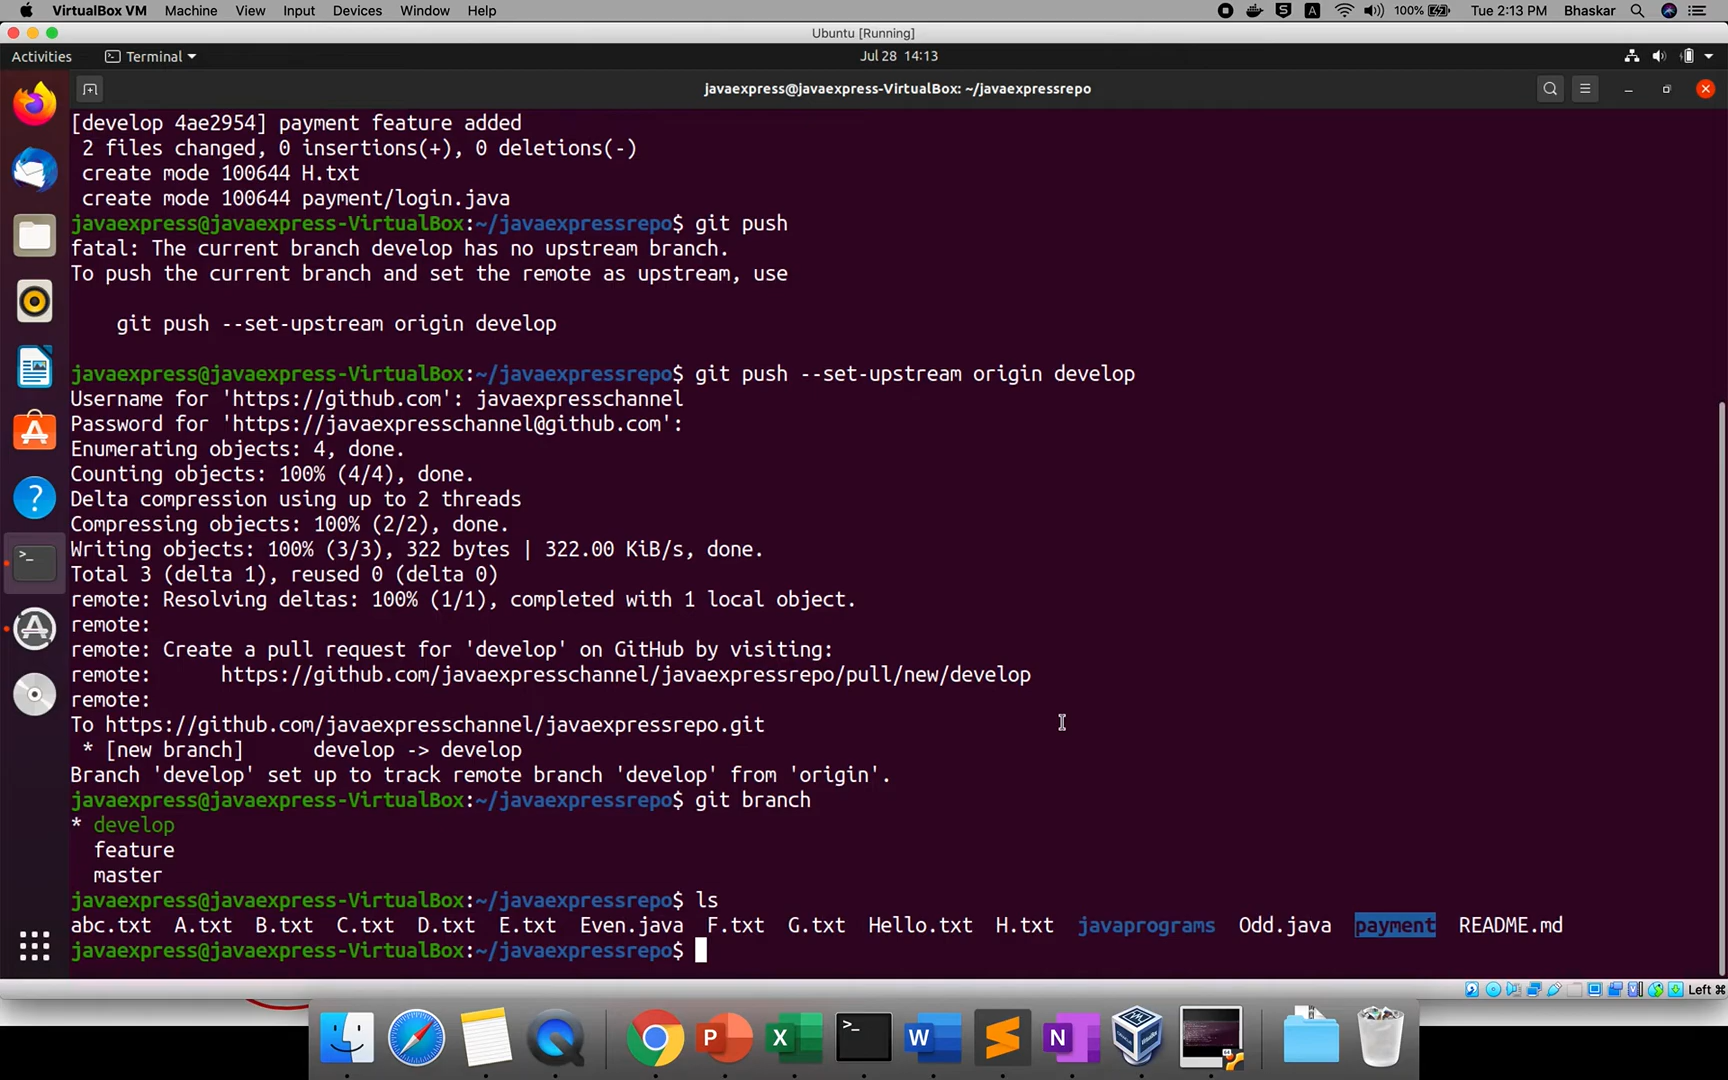 VirtualBox VM Machine View Input Devices Window Help 100% Tue 2:13 PM Bhaskar
Ubuntu [Running]
Activities Terminal Jul 28 14:13
javaexpress@javaexpress-VirtualBox: ~/javaexpressrepo
[develop 4ae2954] payment feature added
2 files changed, 0 insertions(+), 0 deletions(-)
create mode 100644 H.txt
create mode 100644 payment/login.java
javaexpress@javaexpress-VirtualBox:~/javaexpressrepo$ git push
fatal: The current branch develop has no upstream branch.
To push the current branch and set the remote as upstream, use
git push --set-upstream origin develop
javaexpress@javaexpress-VirtualBox:~/javaexpressrepo$ git push --set-upstream origin develop
Username for 'https://github.com': javaexpresschannel
Password for 'https://javaexpresschannel@github.com':
Enumerating objects: 4, done.
Counting objects: 100% (4/4), done.
Delta compression using up to 2 threads
Compressing objects: 100% (2/2), done.
Writing objects: 100% (3/3), 322 bytes | 322.00 KiB/s, done.
Total 3 (delta 1), reused 0 (delta 0)
remote: Resolving deltas: 100% (1/1), completed with 1 local object.
remote:
remote: Create a pull request for 'develop' on GitHub by visiting:
remote: https://github.com/javaexpresschannel/javaexpressrepo/pull/new/develop
remote:
To https://github.com/javaexpresschannel/javaexpressrepo.git
* [new branch] develop -> develop
Branch 'develop' set up to track remote branch 'develop' from 'origin'.
javaexpress@javaexpress-VirtualBox:~/javaexpressrepo$ git branch
* develop
feature
master
javaexpress@javaexpress-VirtualBox:~/javaexpressrepo$ ls
abc.txt A.txt B.txt C.txt D.txt E.txt Even.java F.txt G.txt Hello.txt H.txt javaprograms Odd.java payment README.md
javaexpress@javaexpress-VirtualBox:~/javaexpressrepo$
Left ⌘